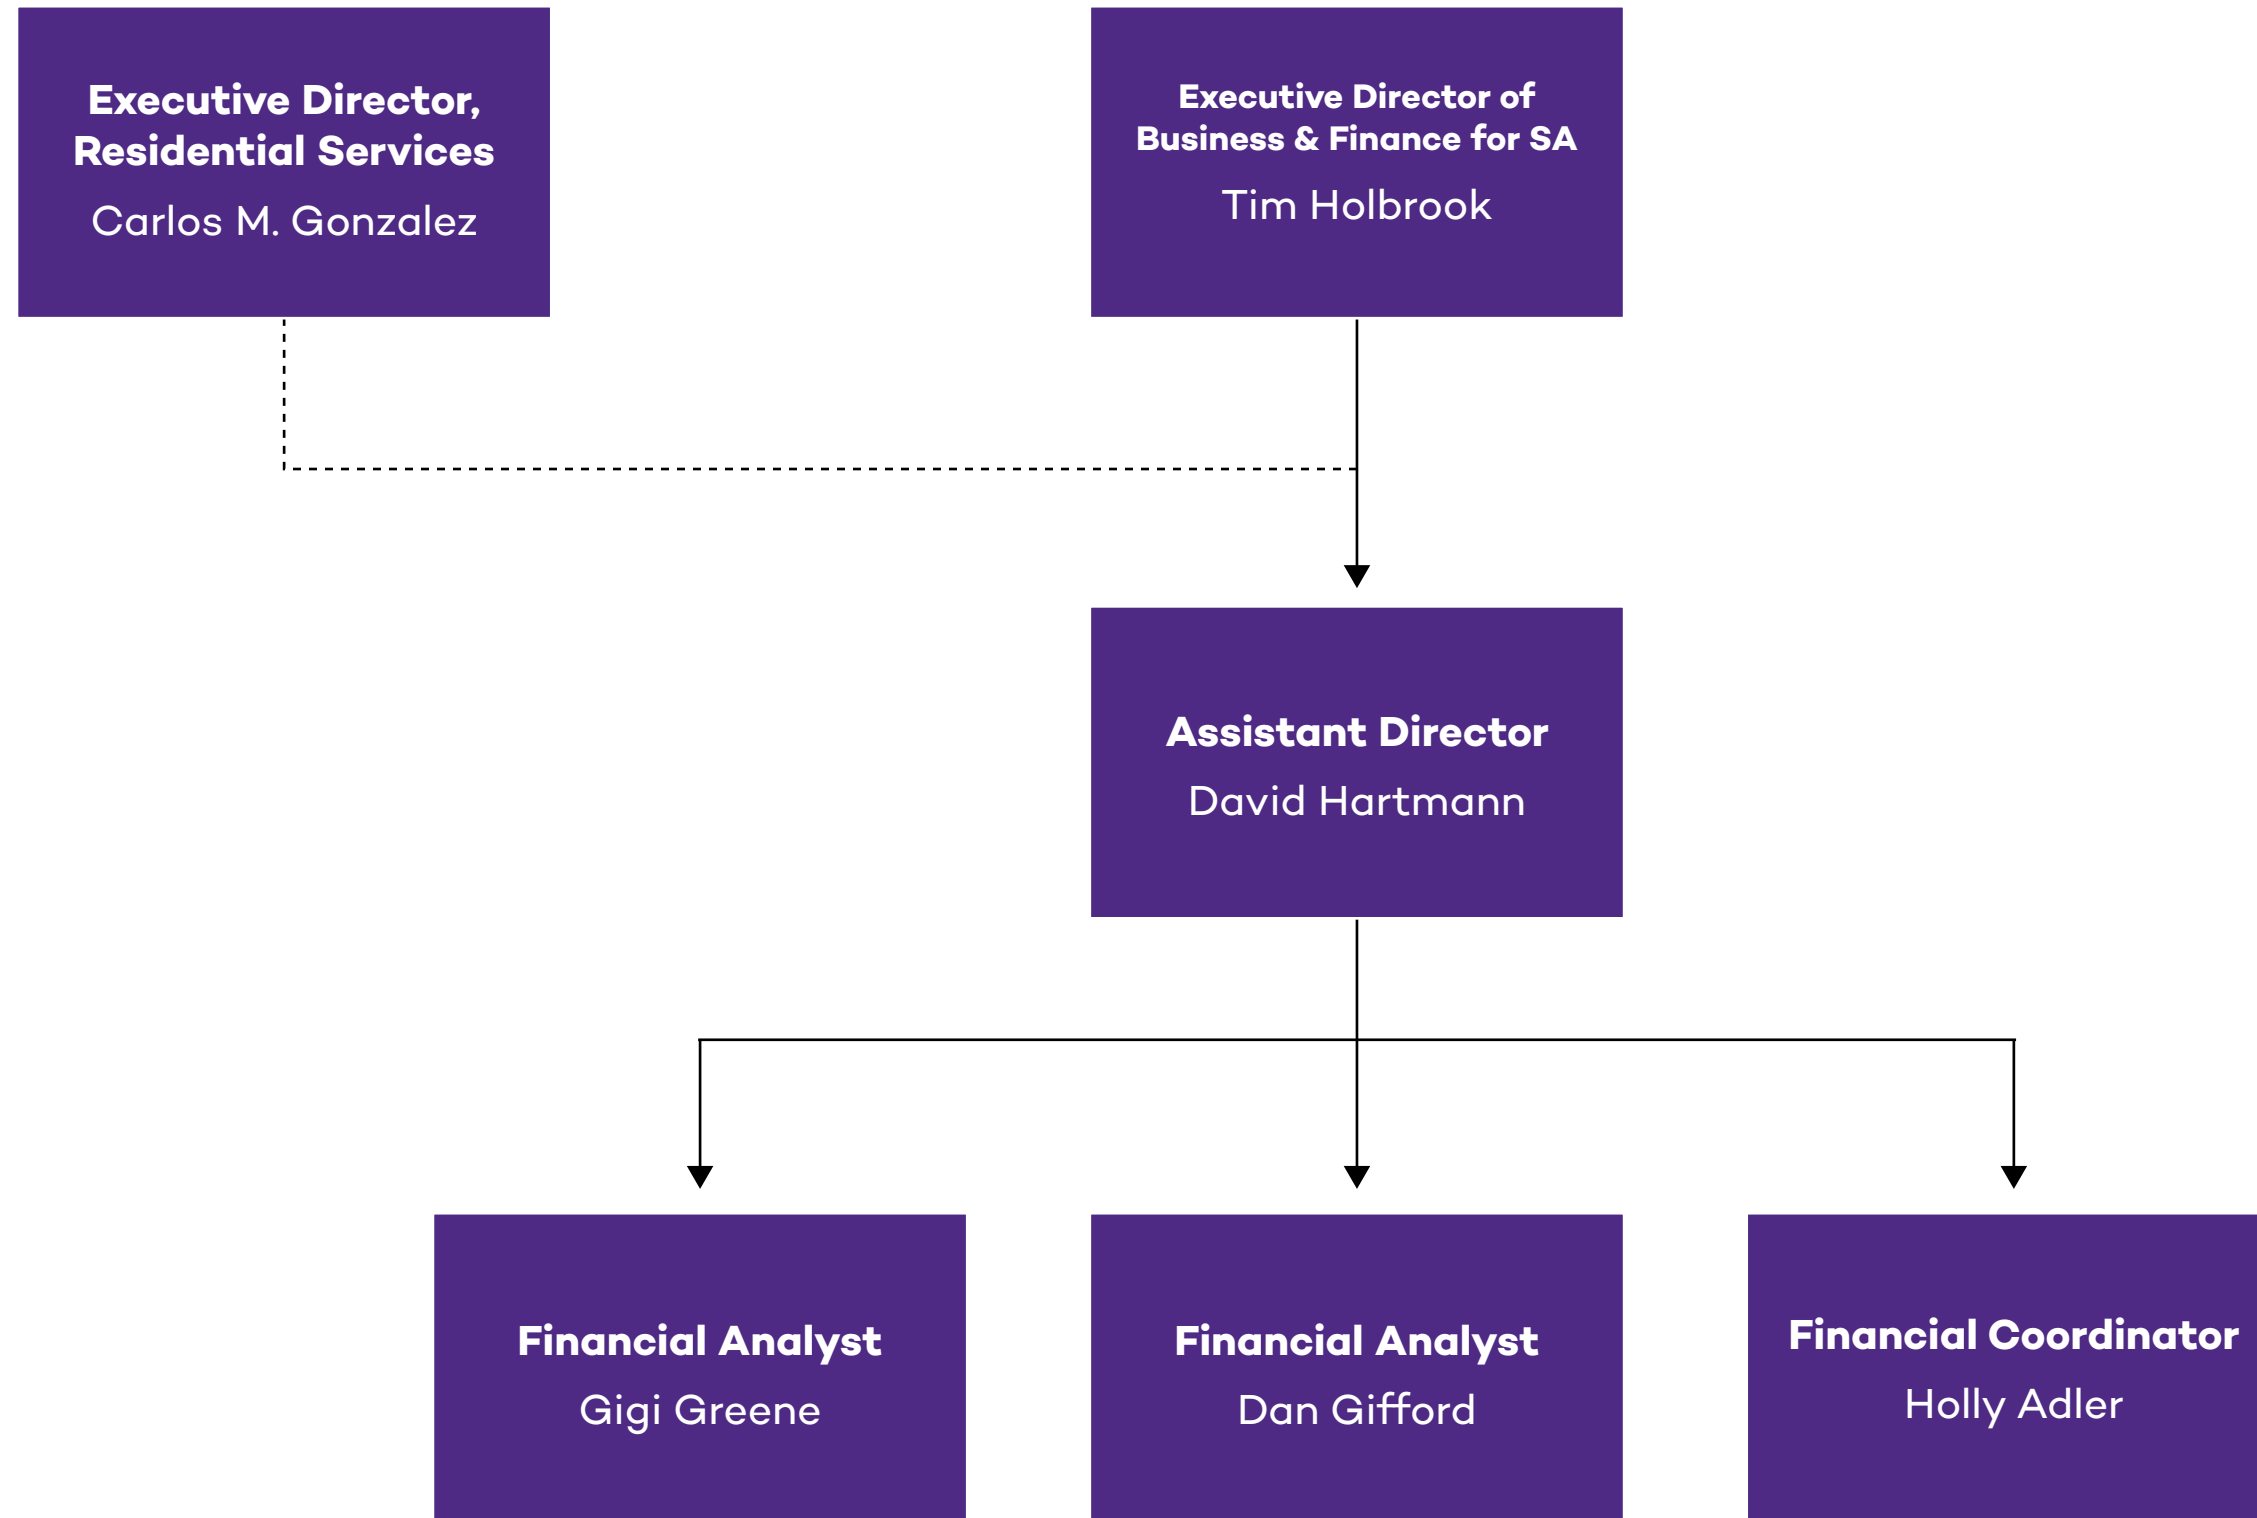 Executive Director,
Residential Services
Carlos M. Gonzalez
Executive Director of
Business & Finance for SA
Tim Holbrook
Assistant Director
David Hartmann
Financial Analyst
Gigi Greene
Financial Analyst
Dan Gifford
Financial Coordinator
Holly Adler